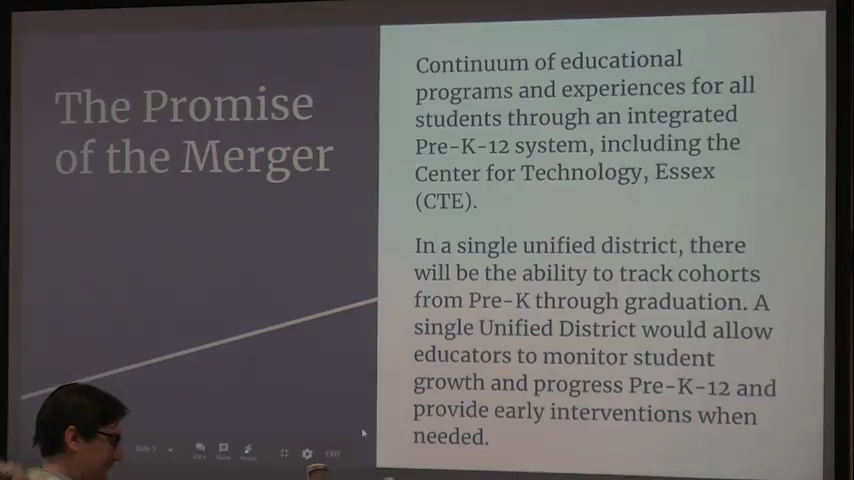 The Promise
of the Merger
Continuum of educational
programs and experiences for all
students through an integrated
Pre-K-12 system, including the
Center for Technology, Essex
(CTE).
In a single unified district, there
will be the ability to track cohorts
from Pre-K through graduation. A
single Unified District would allow
educators to monitor student
growth and progress Pre-K-12 and
provide early interventions when
needed.
EXIT